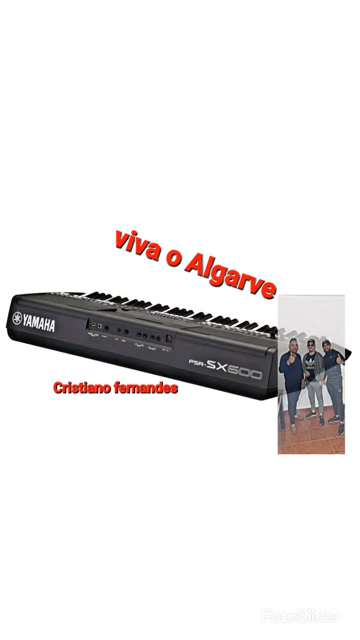 viva o Algarve
YAMAHA
PSR-SX600
Cristiano fernandes
FotoSlider